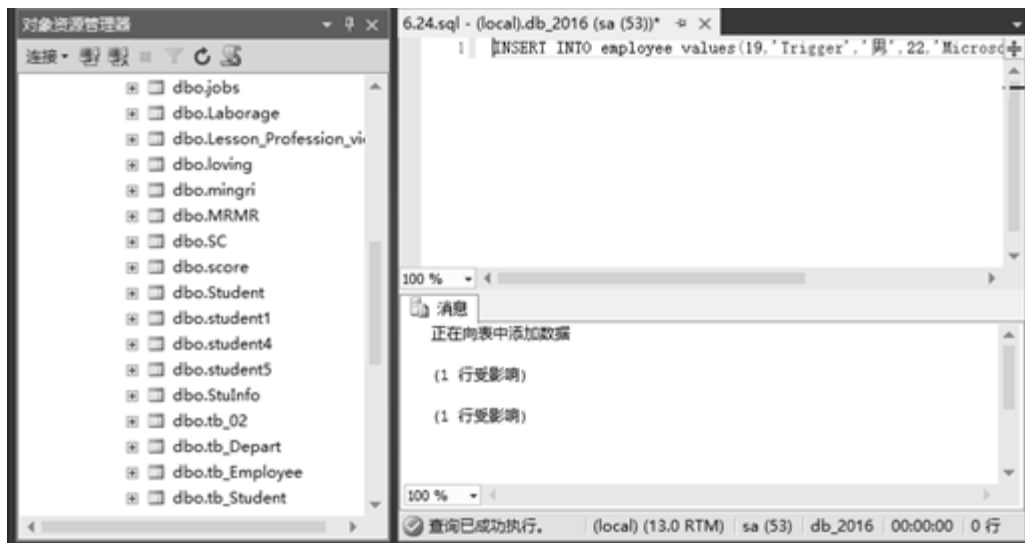 对象资源管理器
连接
dbo.jobs
dbo.Laborage
dbo.Lesson_Profession_vi
dbo.loving
dbo.mingri
dbo.MRMR
dbo.SC
dbo.score
dbo.Student
dbo.student1
dbo.student4
dbo.student5
dbo.StuInfo
dbo.tb_02
dbo.tb_Depart
dbo.tb_Employee
dbo.tb_Student
6.24.sql - (local).db_2016 (sa (53))*
1 INSERT INTO employee values(19,'Trigger','男',22,'Microso
100 %
消息
正在向表中添加数据
(1 行受影响)
(1 行受影响)
100 %
查询已成功执行。 (local) (13.0 RTM) sa (53) db_2016 00:00:00 0 行